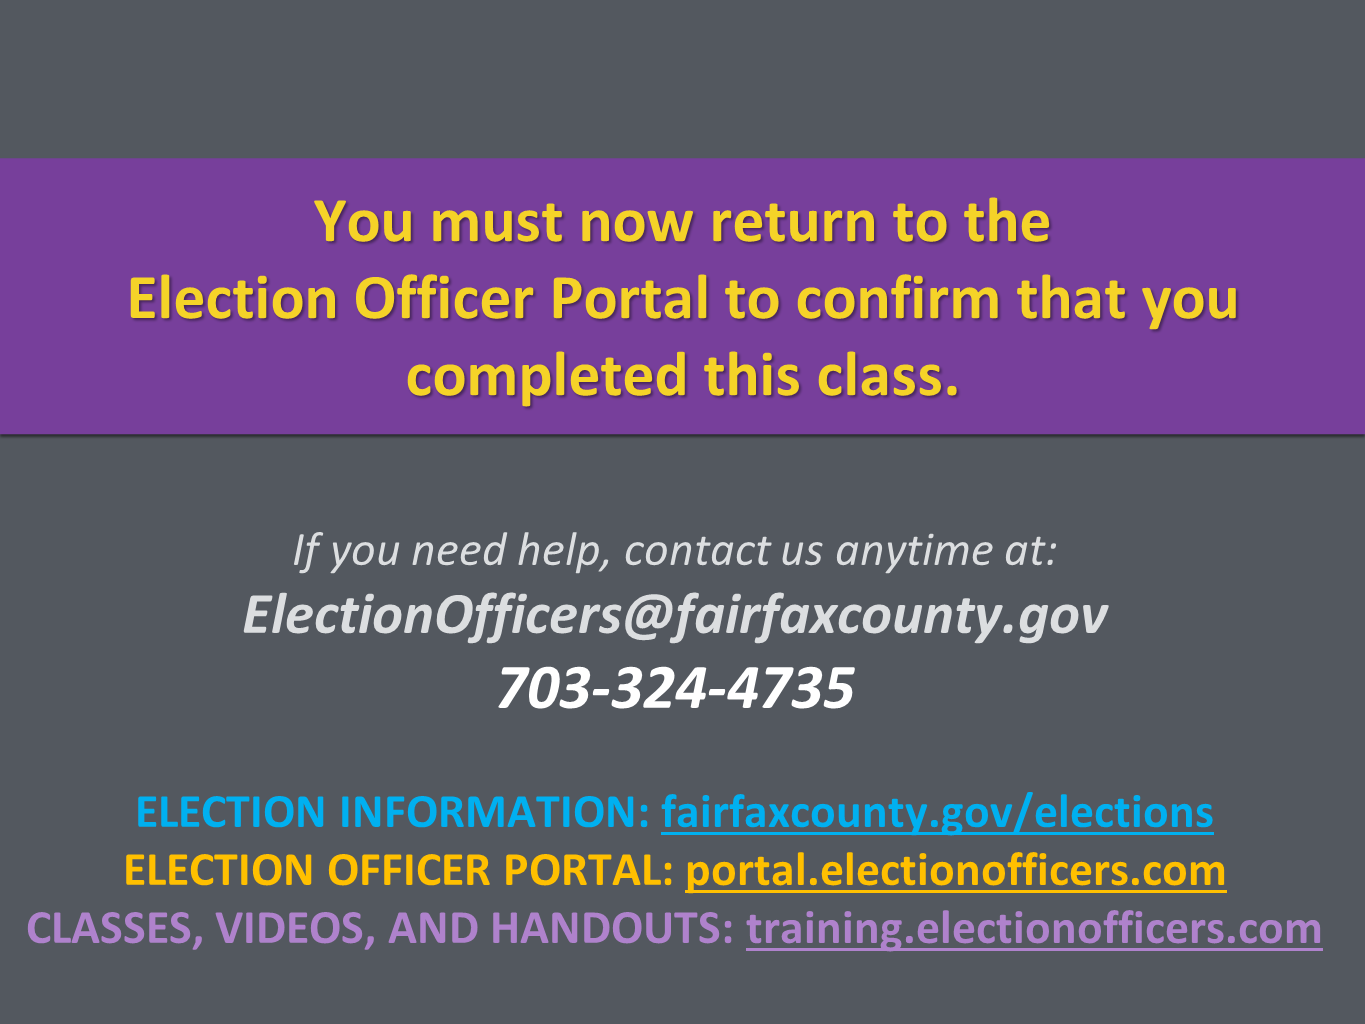 You must now return to the
Election Officer Portal to confirm that you
completed this class.
If you need help, contact us anytime at:
ElectionOfficers@fairfaxcounty.gov
703-324-4735
ELECTION INFORMATION: fairfaxcounty.gov/elections
ELECTION OFFICER PORTAL: portal.electionofficers.com
CLASSES, VIDEOS, AND HANDOUTS: training.electionofficers.com